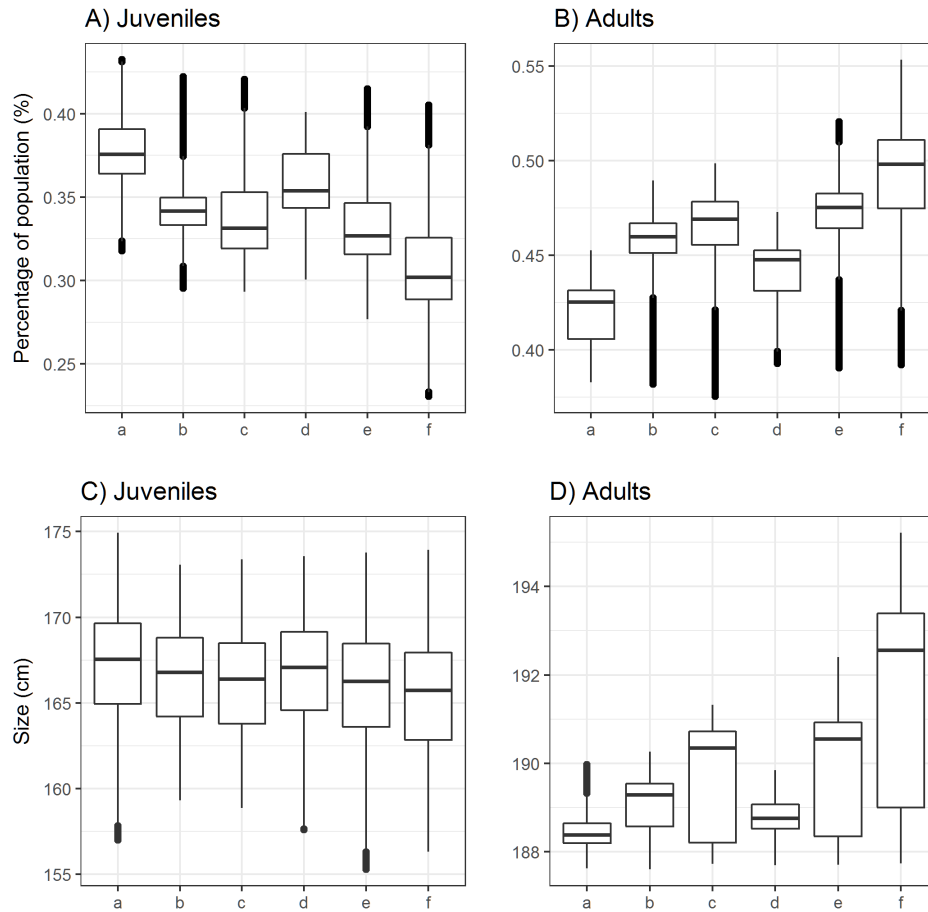 A) Juveniles
B) Adults
Percentage of population (%)
0.40
0.35
0.30
0.25
a b c d e f
0.55
0.50
0.45
0.40
a b c d e f
C) Juveniles
D) Adults
Size (cm)
175
170
165
160
155
a b c d e f
194
192
190
188
a b c d e f